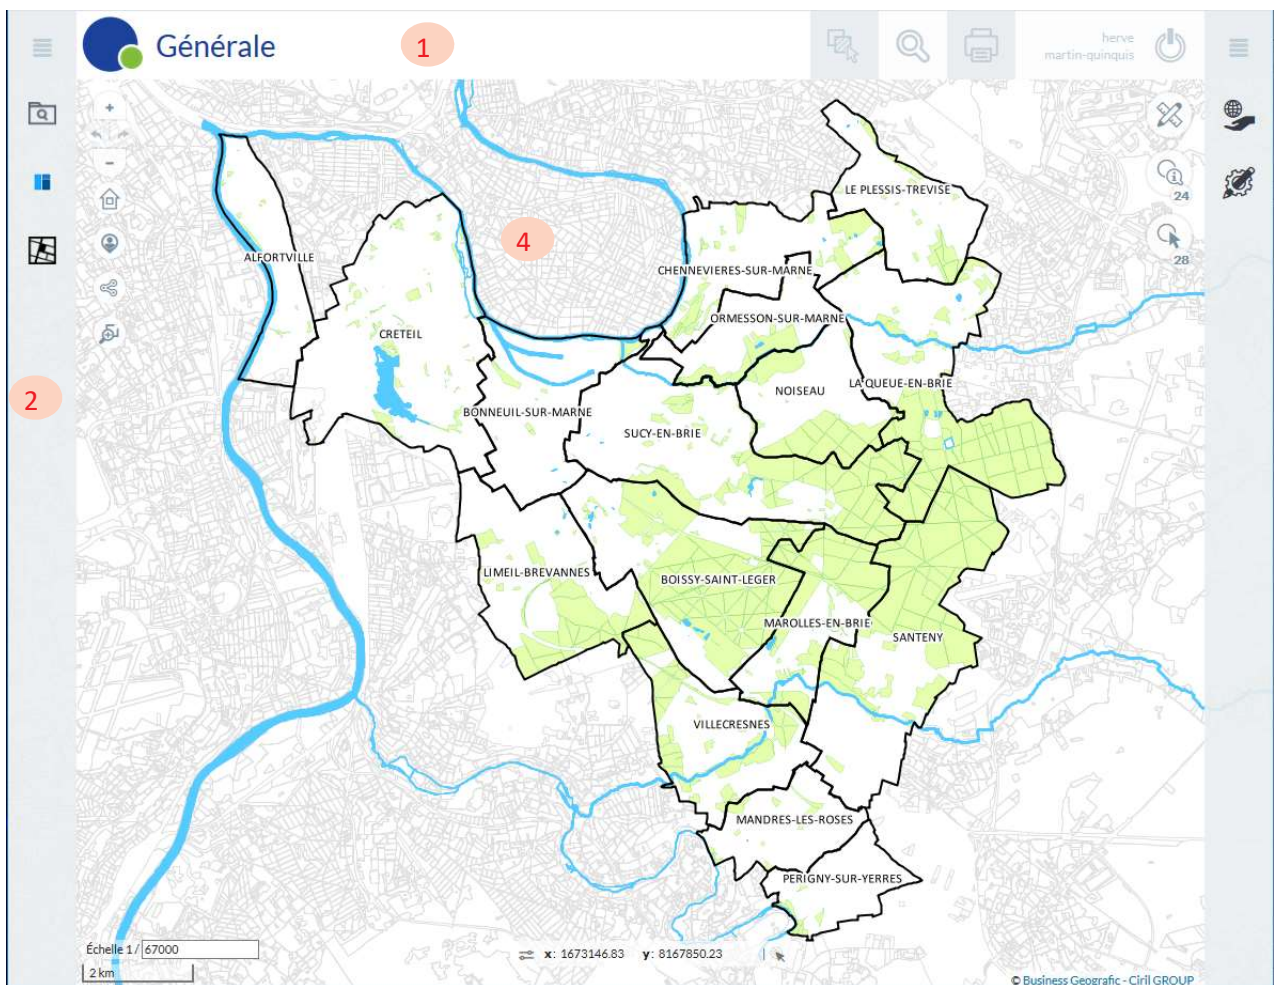 Générale
1
herve
martin-quinquis
LE PLESSIS-TREVISE
24
4
ALFORTVILLE
CHENNEVIERES-SUR-MARNE
28
ORMESSON-SUR-MARNE
CRETEIL
NOISEAU
LA QUEUE-EN-BRIE
2
BONNEUIL-SUR-MARNE
SUCY-EN-BRIE
LIMEIL-BREVANNES
BOISSY-SAINT-LEGER
MAROLLES-EN-BRIE
SANTENY
VILLECRESNES
MANDRES-LES-ROSES
PERIGNY-SUR-YERRES
Échelle 1 / 67000
x: 1673146.83 y: 8167850.23
2 km
© Business Geografic - Ciril GROUP